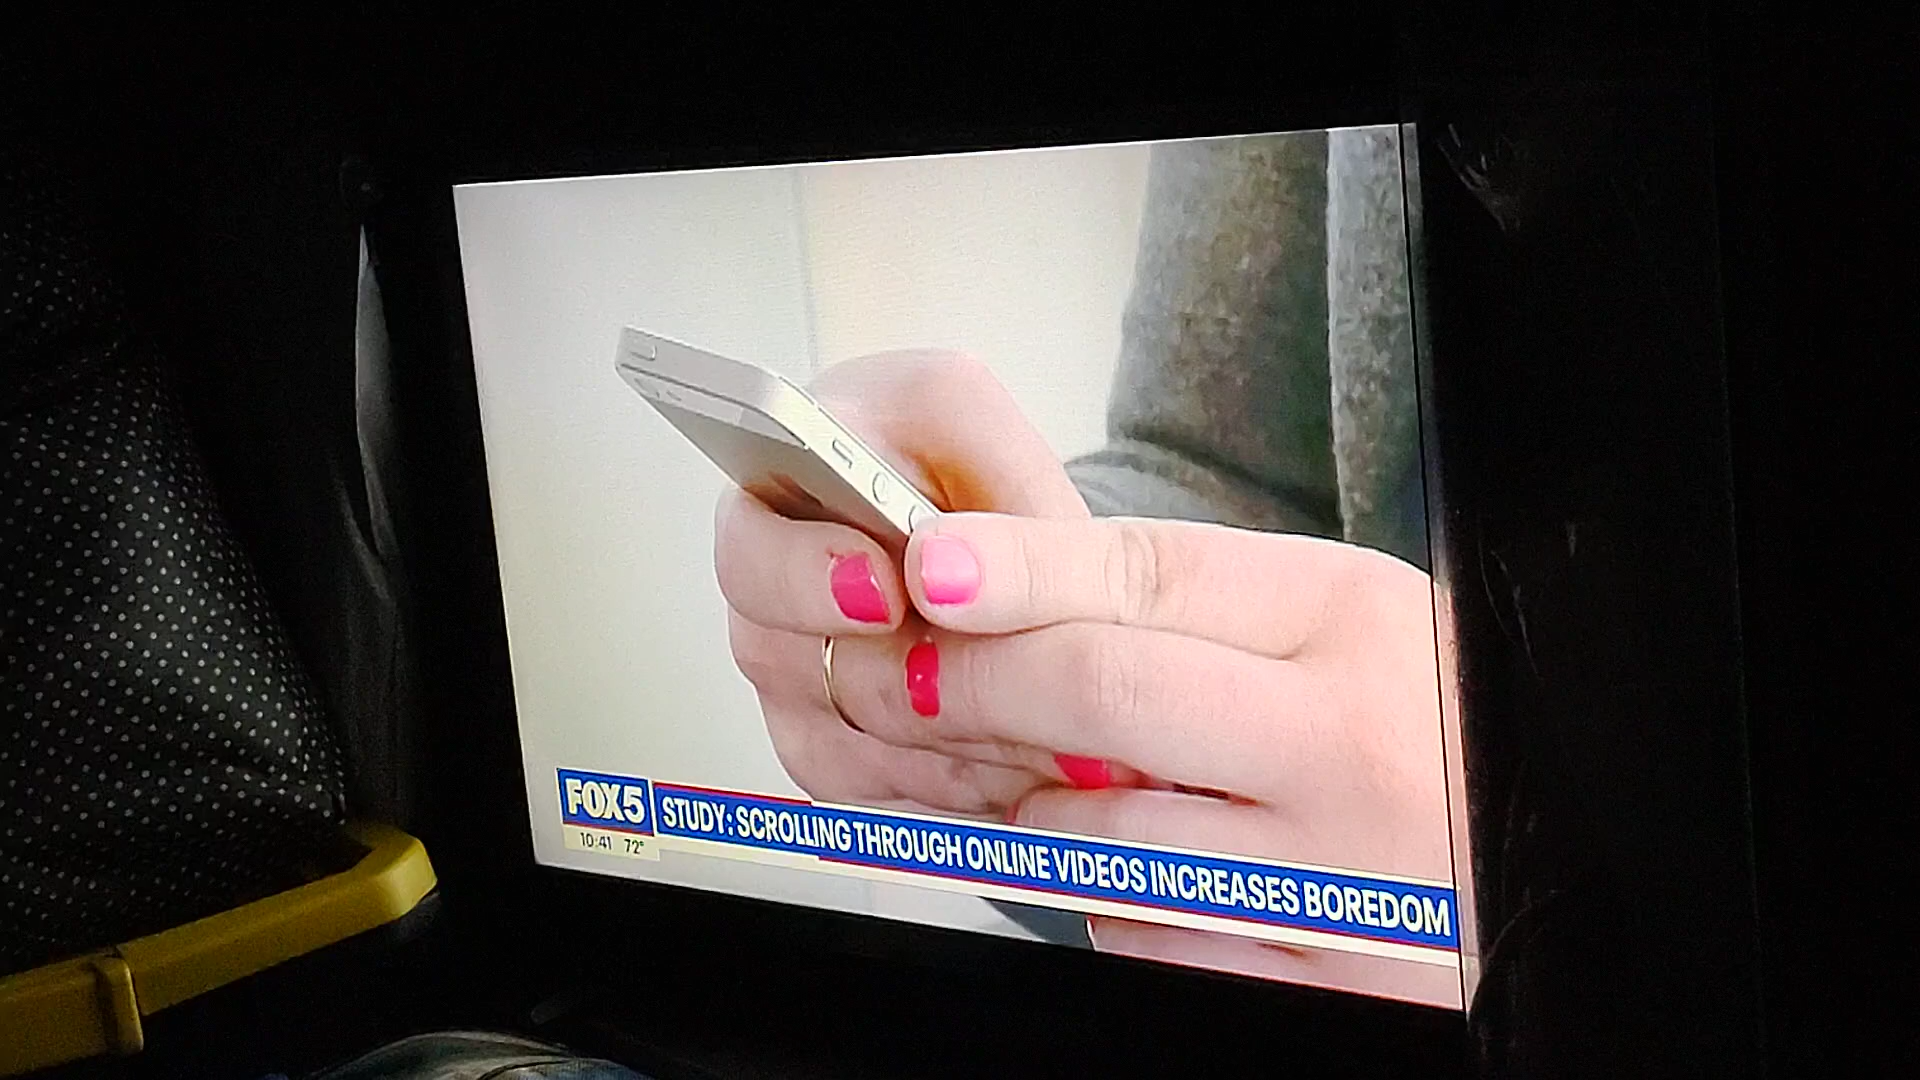 FOX5
STUDY: SCROLLING THROUGH ONLINE VIDEOS INCREASES BOREDOM
10:41 72°